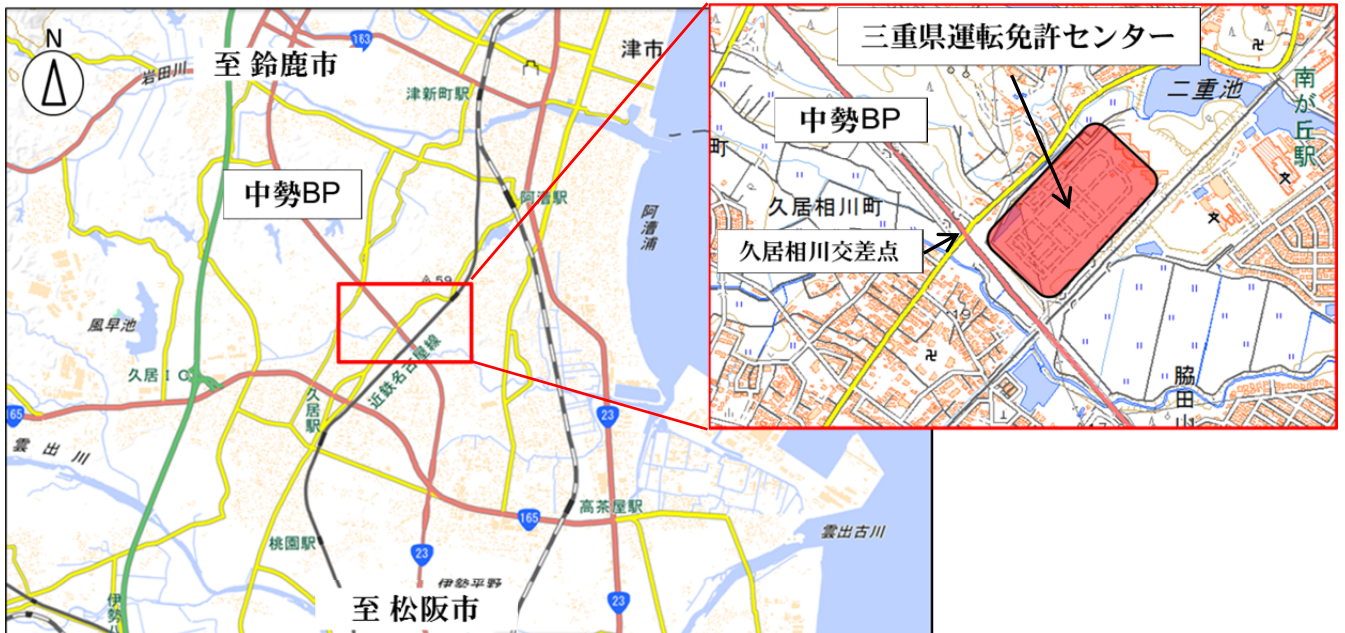 N
163
至 鈴鹿市
津市
岩田川
津新町駅
中勢BP
阿漕駅
阿漕浦
59
風早池
久居IC
近鉄名古屋線
久居駅
23
165
雲出川
高茶屋駅
165
桃園駅
23
雲出古川
伊勢平野
至 松阪市
23
三重県運転免許センター
二重池
南が丘駅
中勢BP
町
久居相川町
久居相川交差点
19
脇田山